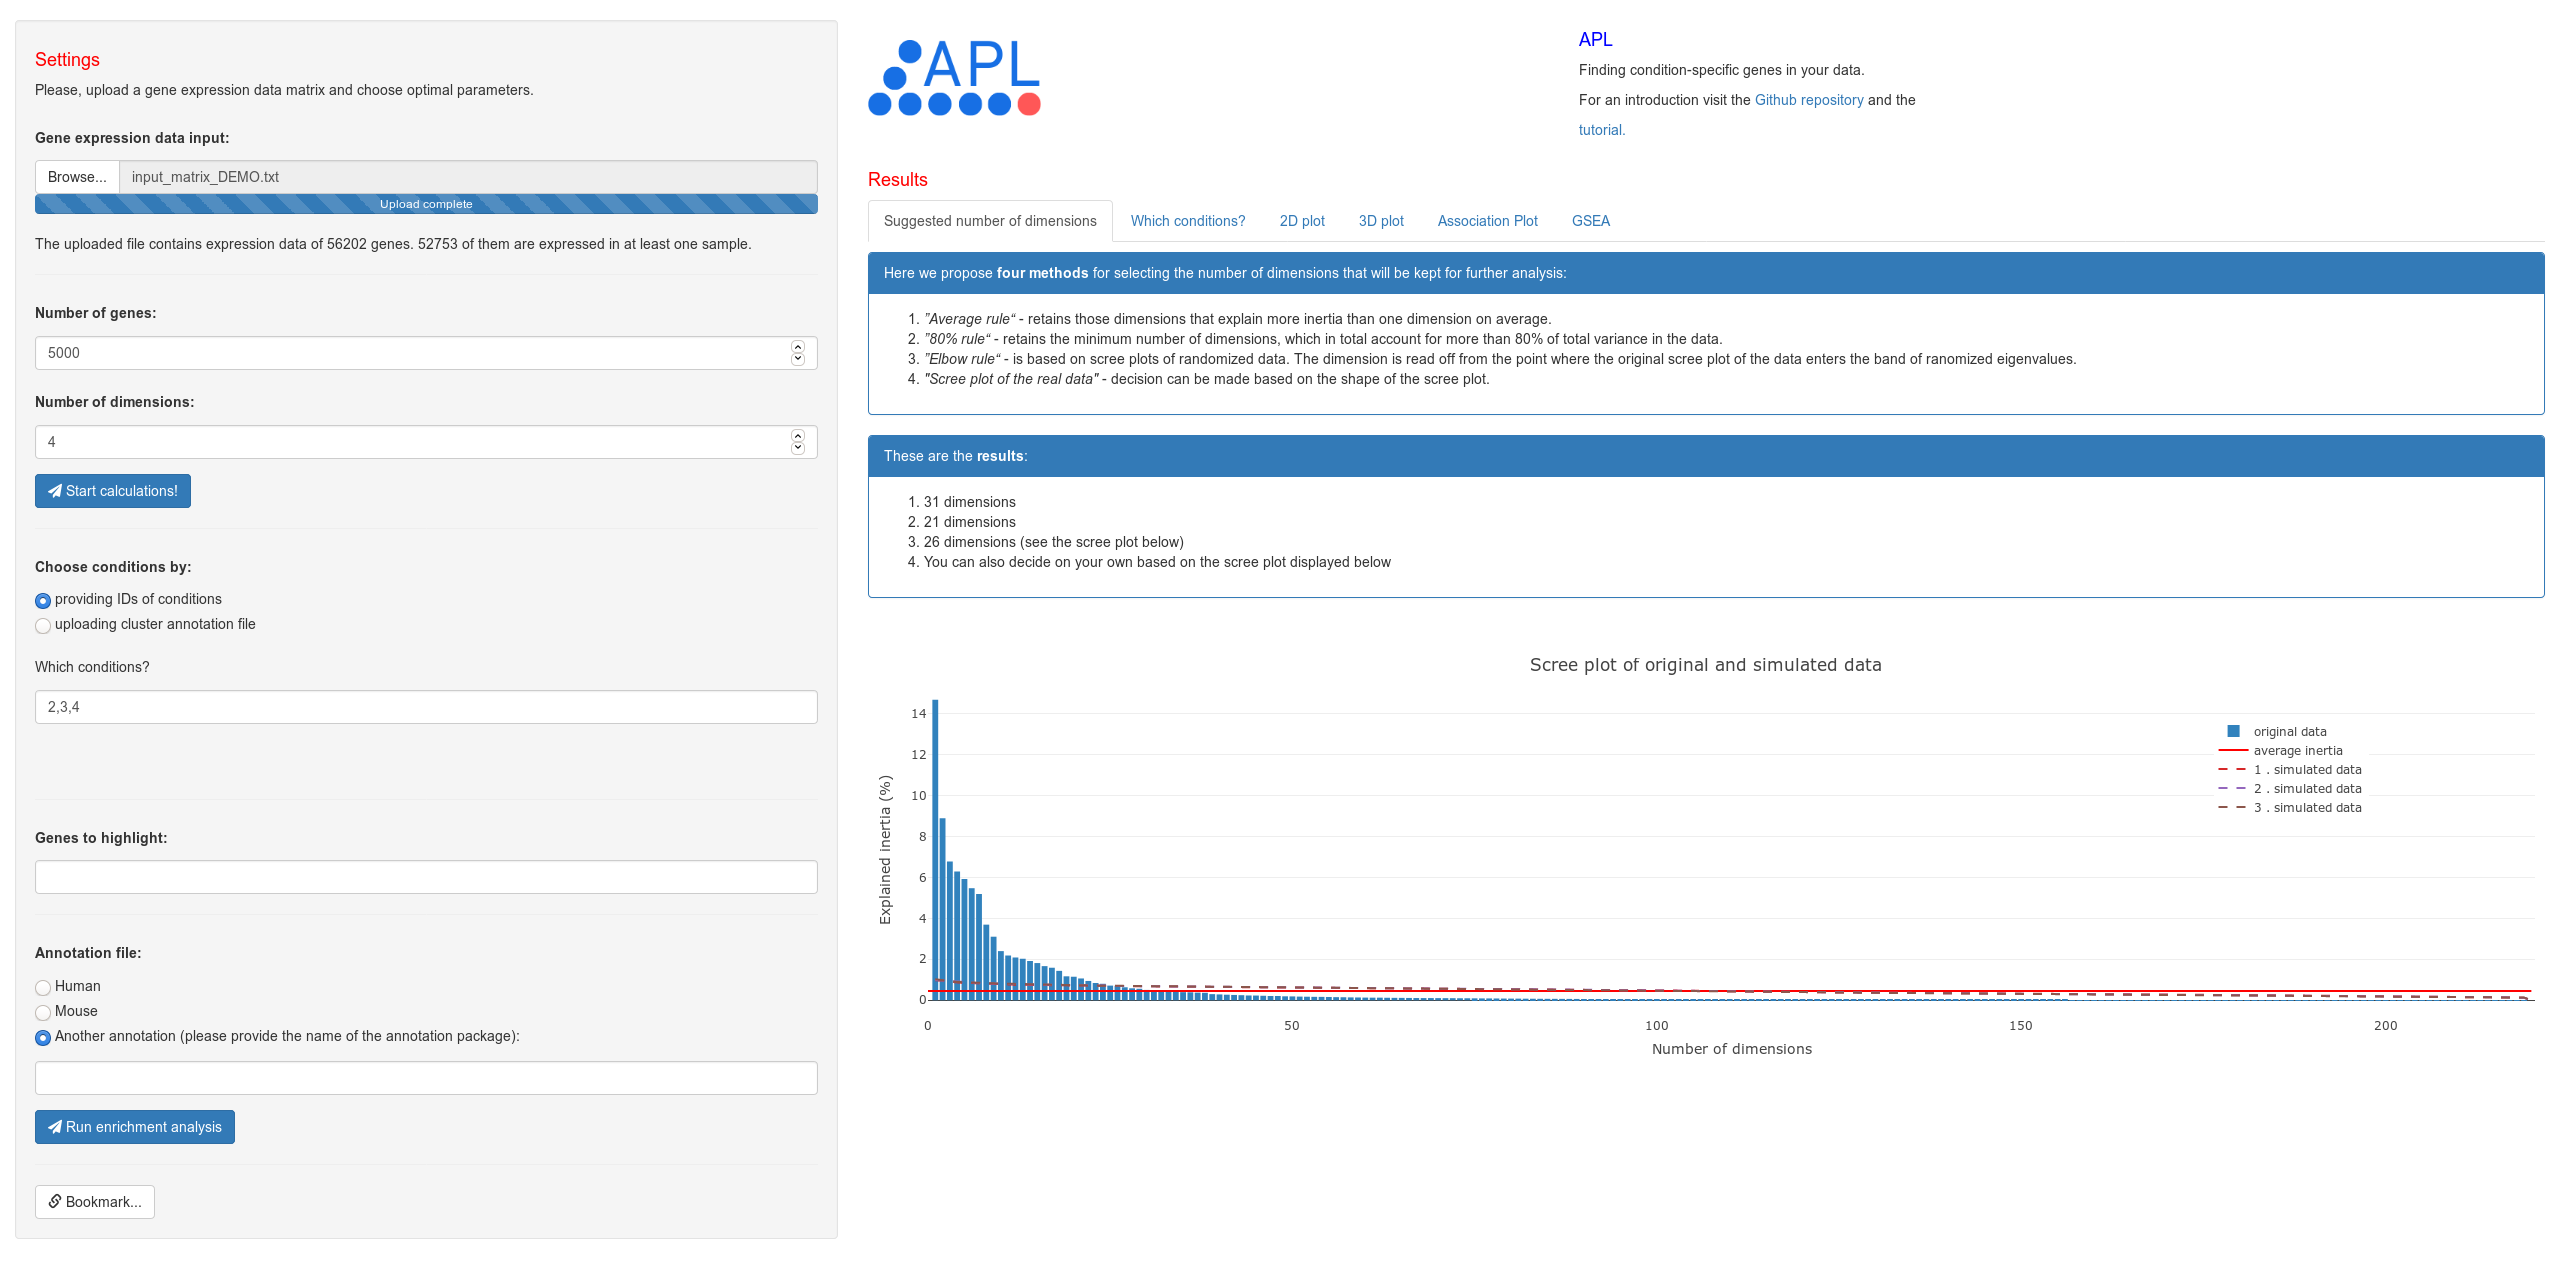 Settings
Please, upload a gene expression data matrix and choose optimal parameters.
Gene expression data input:
Browse... input_matrix_DEMO.txt
Upload complete
The uploaded file contains expression data of 56202 genes. 52753 of them are expressed in at least one sample.
Number of genes:
5000
Number of dimensions:
4
Start calculations!
Choose conditions by:
providing IDs of conditions
uploading cluster annotation file
Which conditions?
2,3,4
Genes to highlight:
Annotation file:
Human
Mouse
Another annotation (please provide the name of the annotation package):
Run enrichment analysis
Bookmark...
APL
APL
Finding condition-specific genes in your data.
For an introduction visit the Github repository and the
tutorial.
Results
Suggested number of dimensions Which conditions? 2D plot 3D plot Association Plot GSEA
Here we propose four methods for selecting the number of dimensions that will be kept for further analysis:
1. ”Average rule“ - retains those dimensions that explain more inertia than one dimension on average.
2. ”80% rule“ - retains the minimum number of dimensions, which in total account for more than 80% of total variance in the data.
3. ”Elbow rule“ - is based on scree plots of randomized data. The dimension is read off from the point where the original scree plot of the data enters the band of ranomized eigenvalues.
4. "Scree plot of the real data" - decision can be made based on the shape of the scree plot.
These are the results:
1. 31 dimensions
2. 21 dimensions
3. 26 dimensions (see the scree plot below)
4. You can also decide on your own based on the scree plot displayed below
Scree plot of original and simulated data
14
12
10
8
6
4
2
0
Explained inertia (%)
original data
average inertia
1 . simulated data
2 . simulated data
3 . simulated data
0 50 100 150 200
Number of dimensions